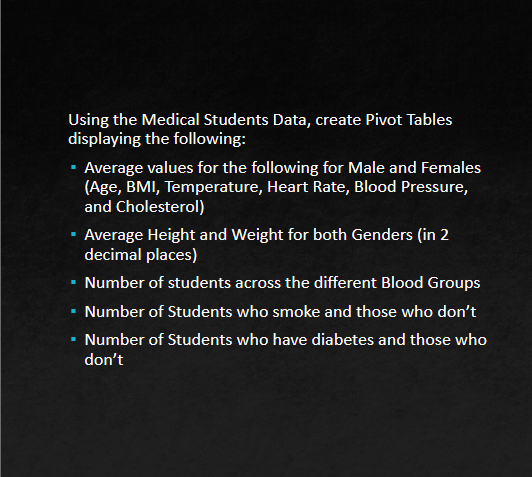 Using the Medical Students Data, create Pivot Tables
displaying the following:
▪ Average values for the following for Male and Females
(Age, BMI, Temperature, Heart Rate, Blood Pressure,
and Cholesterol)
▪ Average Height and Weight for both Genders (in 2
decimal places)
▪ Number of students across the different Blood Groups
▪ Number of Students who smoke and those who don’t
▪ Number of Students who have diabetes and those who
don’t